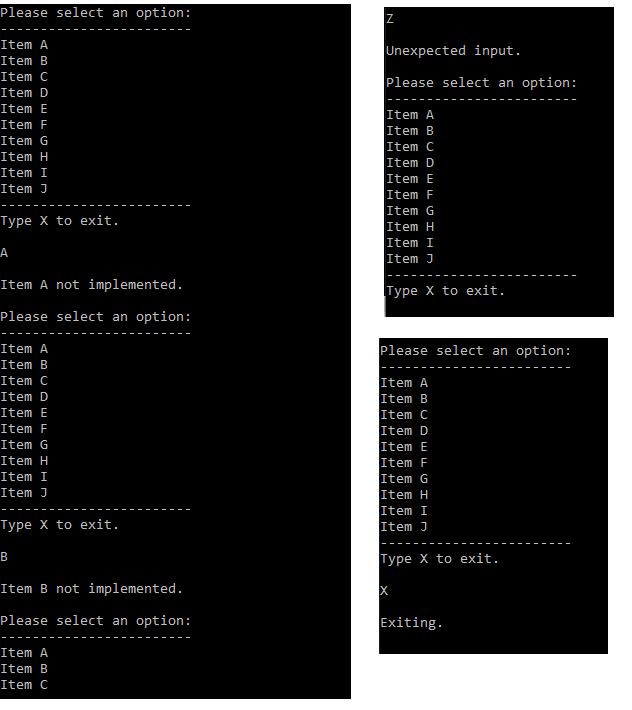 Please select an option:
------------------------
Item A
Item B
Item C
Item D
Item E
Item F
Item G
Item H
Item I
Item J
------------------------
Type X to exit.
A
Item A not implemented.
Please select an option:
------------------------
Item A
Item B
Item C
Item D
Item E
Item F
Item G
Item H
Item I
Item J
------------------------
Type X to exit.
B
Item B not implemented.
Please select an option:
------------------------
Item A
Item B
Item C
Z
Unexpected input.
Please select an option:
------------------------
Item A
Item B
Item C
Item D
Item E
Item F
Item G
Item H
Item I
Item J
------------------------
Type X to exit.
Please select an option:
------------------------
Item A
Item B
Item C
Item D
Item E
Item F
Item G
Item H
Item I
Item J
------------------------
Type X to exit.
X
Exiting.